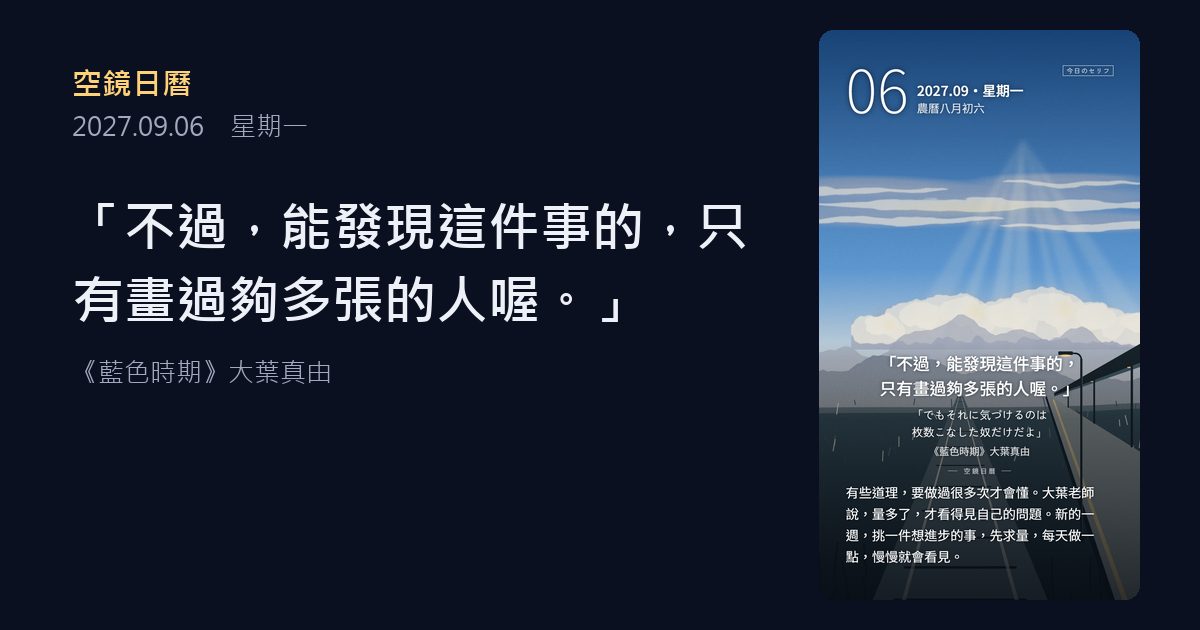 空鏡日曆
2027.09.06 星期一
「不過，能發現這件事的，只
有畫過夠多張的人喔。」
《藍色時期》大葉真由
06
2027.09・星期一
農曆八月初六
今日のセリフ
「不過，能發現這件事的，
只有畫過夠多張的人喔。」
「でもそれに気づけるのは
枚数こなした奴だけだよ」
《藍色時期》大葉真由
— 空鏡日曆 —
有些道理，要做過很多次才會懂。大葉老師
說，量多了，才看得見自己的問題。新的一
週，挑一件想進步的事，先求量，每天做一
點，慢慢就會看見。